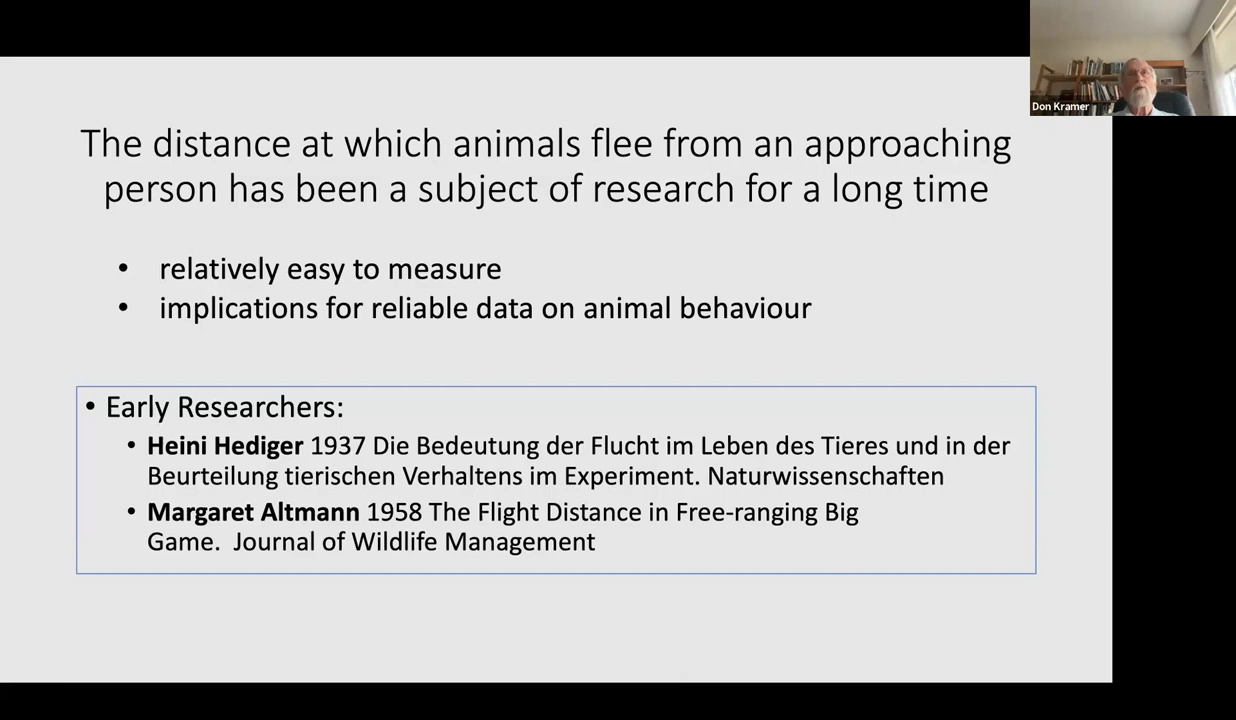 Don Kramer
The distance at which animals flee from an approaching
person has been a subject of research for a long time
• relatively easy to measure
• implications for reliable data on animal behaviour
• Early Researchers:
• Heini Hediger 1937 Die Bedeutung der Flucht im Leben des Tieres und in der
Beurteilung tierischen Verhaltens im Experiment. Naturwissenschaften
• Margaret Altmann 1958 The Flight Distance in Free-ranging Big
Game.  Journal of Wildlife Management